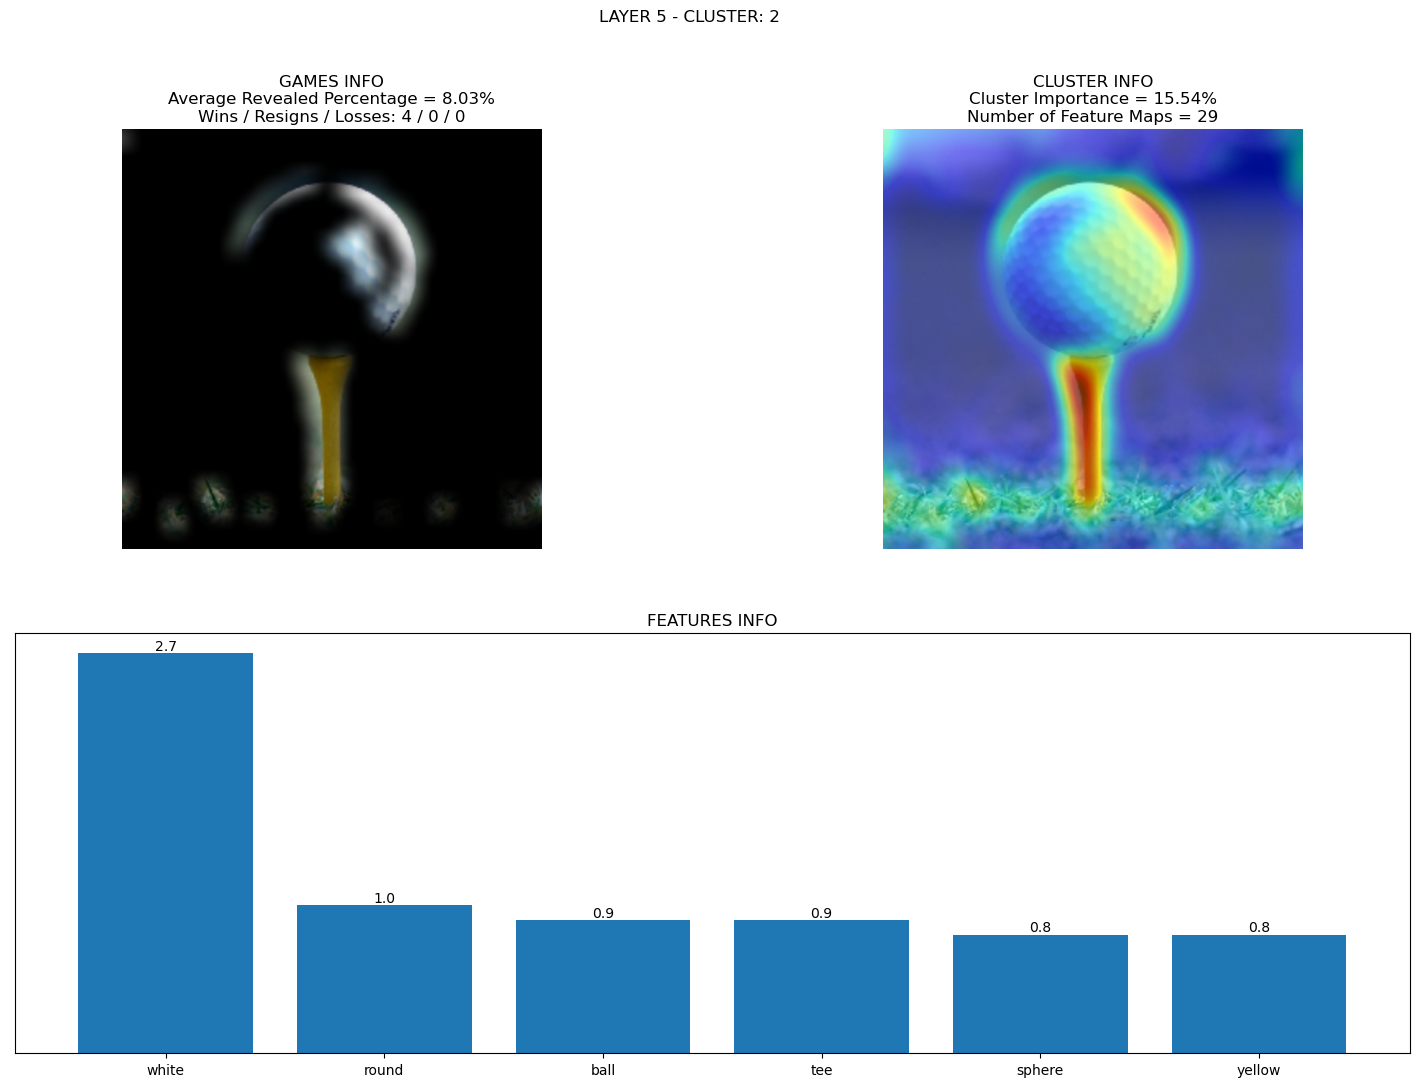 LAYER 5 - CLUSTER: 2
GAMES INFO
Average Revealed Percentage = 8.03%
Wins / Resigns / Losses: 4 / 0 / 0
CLUSTER INFO
Cluster Importance = 15.54%
Number of Feature Maps = 29
FEATURES INFO
2.7
1.0
0.9
0.9
0.8
0.8
white
round
ball
tee
sphere
yellow